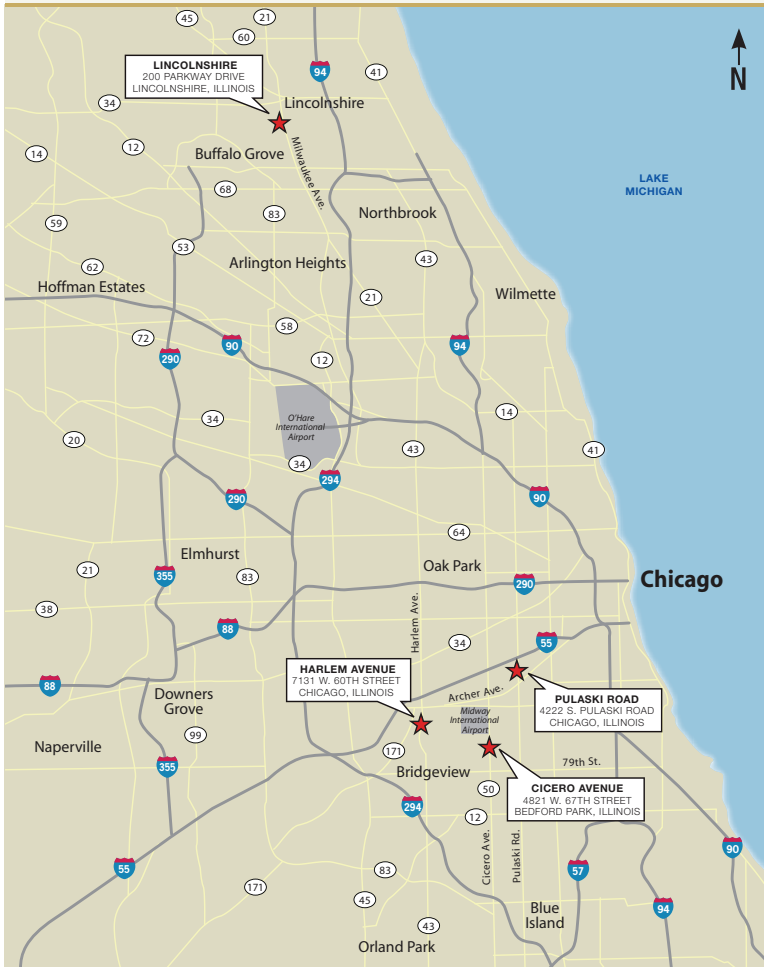 45
21
60
94
41
N
LINCOLNSHIRE
200 PARKWAY DRIVE
LINCOLNSHIRE, ILLINOIS
34
Lincolnshire
14
12
Buffalo Grove
Milwaukee Ave.
LAKE
MICHIGAN
68
83
Northbrook
59
53
43
62
Arlington Heights
Hoffman Estates
21
Wilmette
72
58
290
90
12
94
34
O'Hare
International
Airport
14
20
34
43
41
294
290
90
64
21
Elmhurst
355
83
Oak Park
290
Chicago
38
88
Harlem Ave.
34
55
88
HARLEM AVENUE
7131 W. 60TH STREET
CHICAGO, ILLINOIS
Archer Ave.
PULASKI ROAD
4222 S. PULASKI ROAD
CHICAGO, ILLINOIS
Downers
Grove
Midway
International
Airport
Naperville
99
171
355
Bridgeview
79th St.
50
CICERO AVENUE
4821 W. 67TH STREET
BEDFORD PARK, ILLINOIS
294
12
Cicero Ave.
Pulaski Rd.
90
55
83
57
171
45
94
43
Blue
Island
Orland Park